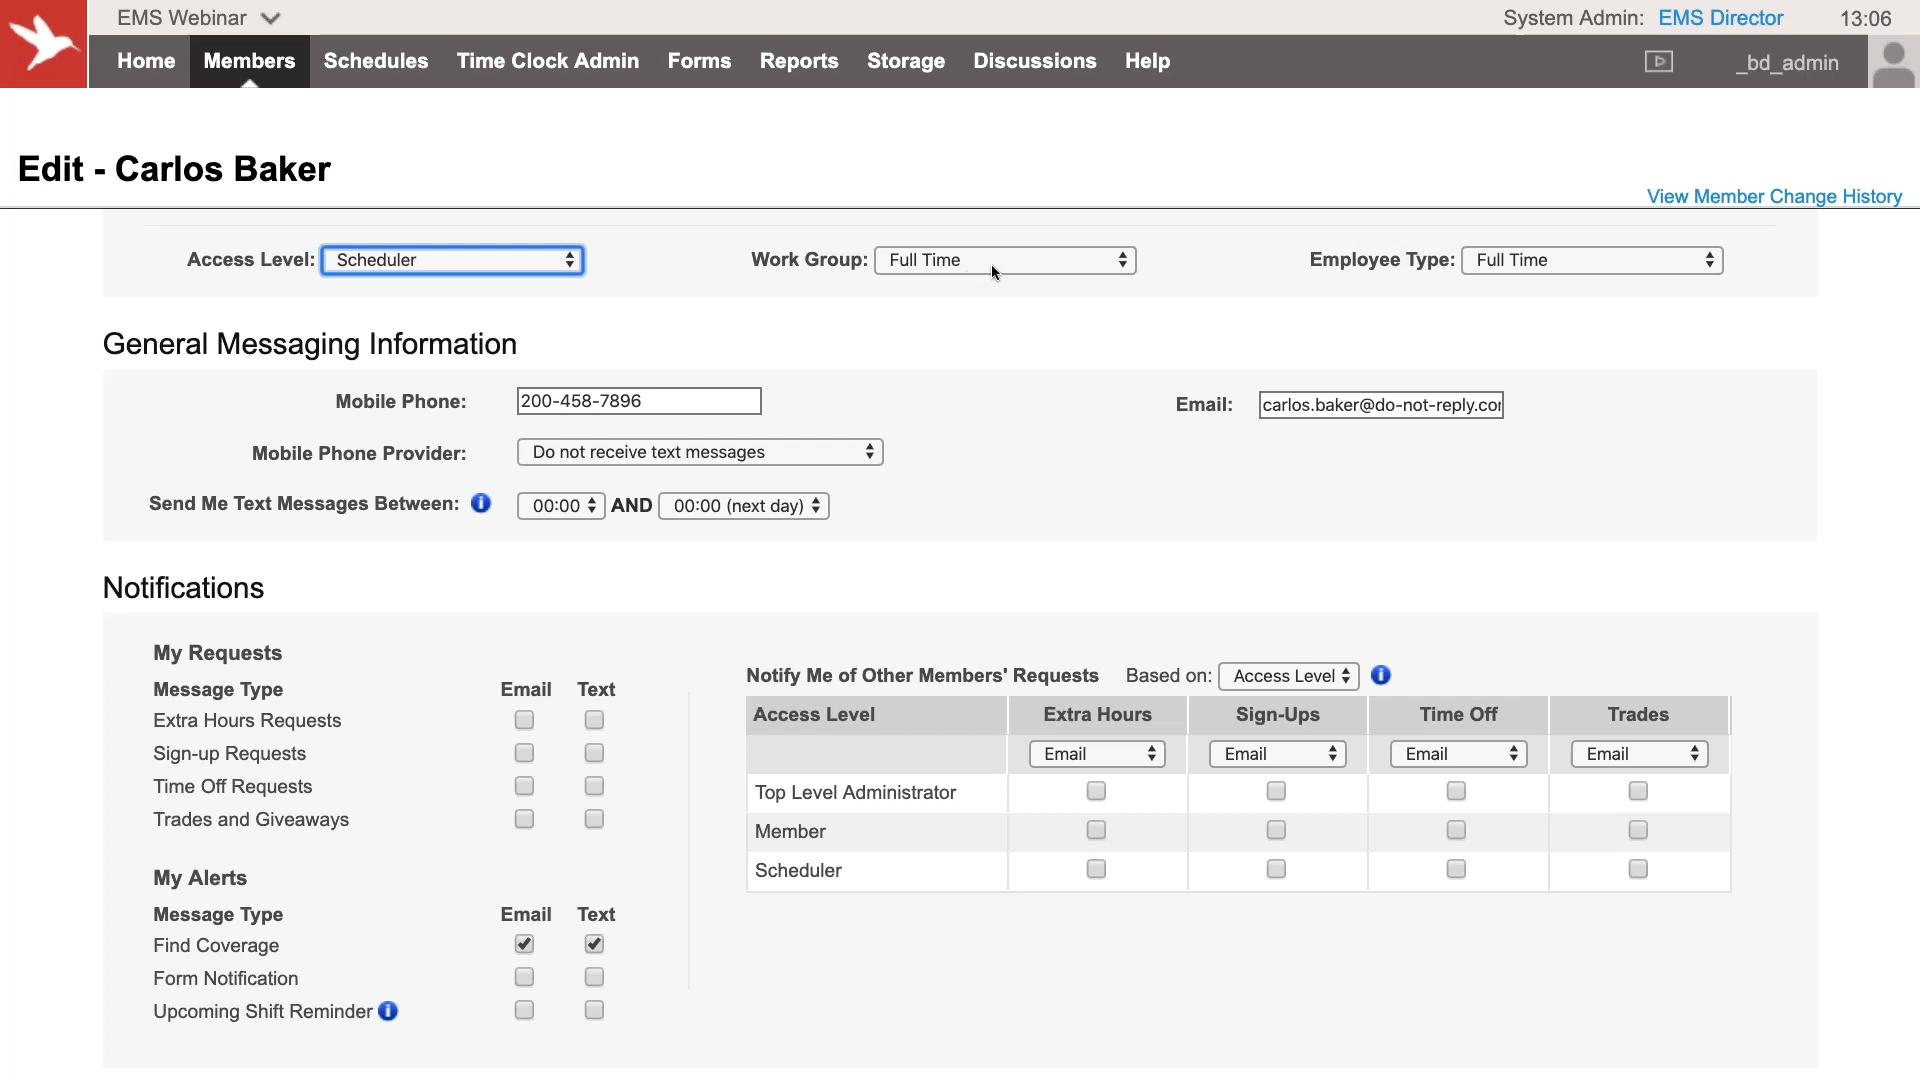 EMS Webinar
System Admin: EMS Director 13:06
Home Members Schedules Time Clock Admin Forms Reports Storage Discussions Help _bd_admin
Edit - Carlos Baker
View Member Change History
Access Level: Scheduler Work Group: Full Time Employee Type: Full Time
General Messaging Information
Mobile Phone: 200-458-7896 Email: carlos.baker@do-not-reply.cor
Mobile Phone Provider: Do not receive text messages
Send Me Text Messages Between: 00:00 AND 00:00 (next day)
Notifications
My Requests
Message Type Email Text
Extra Hours Requests
Sign-up Requests
Time Off Requests
Trades and Giveaways
My Alerts
Message Type Email Text
Find Coverage
Form Notification
Upcoming Shift Reminder
Notify Me of Other Members' Requests Based on: Access Level
Access Level Extra Hours Sign-Ups Time Off Trades
Email Email Email Email
Top Level Administrator
Member
Scheduler